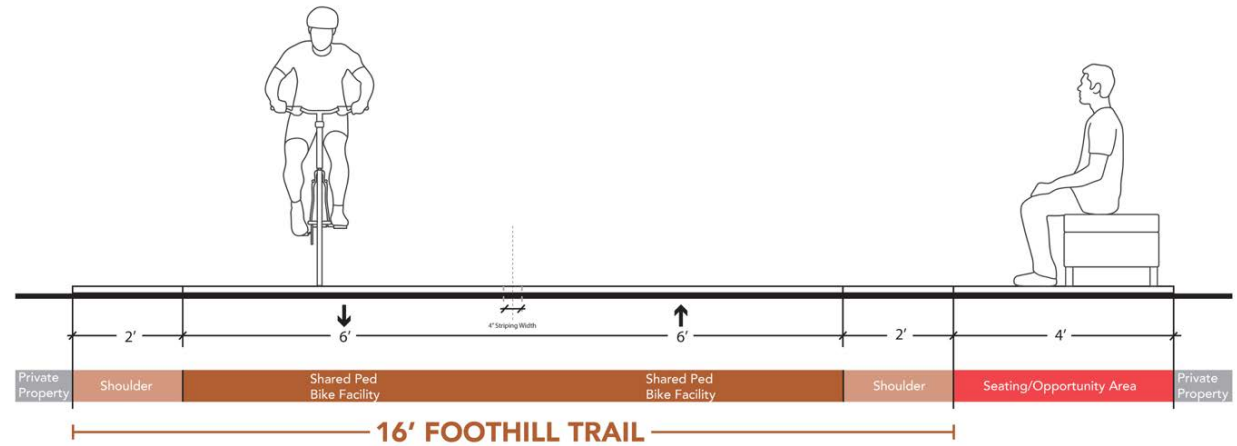 4" Striping Width
2'
6'
6'
2'
4'
Private
Property
Shoulder
Shared Ped
Bike Facility
Shared Ped
Bike Facility
Shoulder
Seating/Opportunity Area
Private
Property
16' FOOTHILL TRAIL